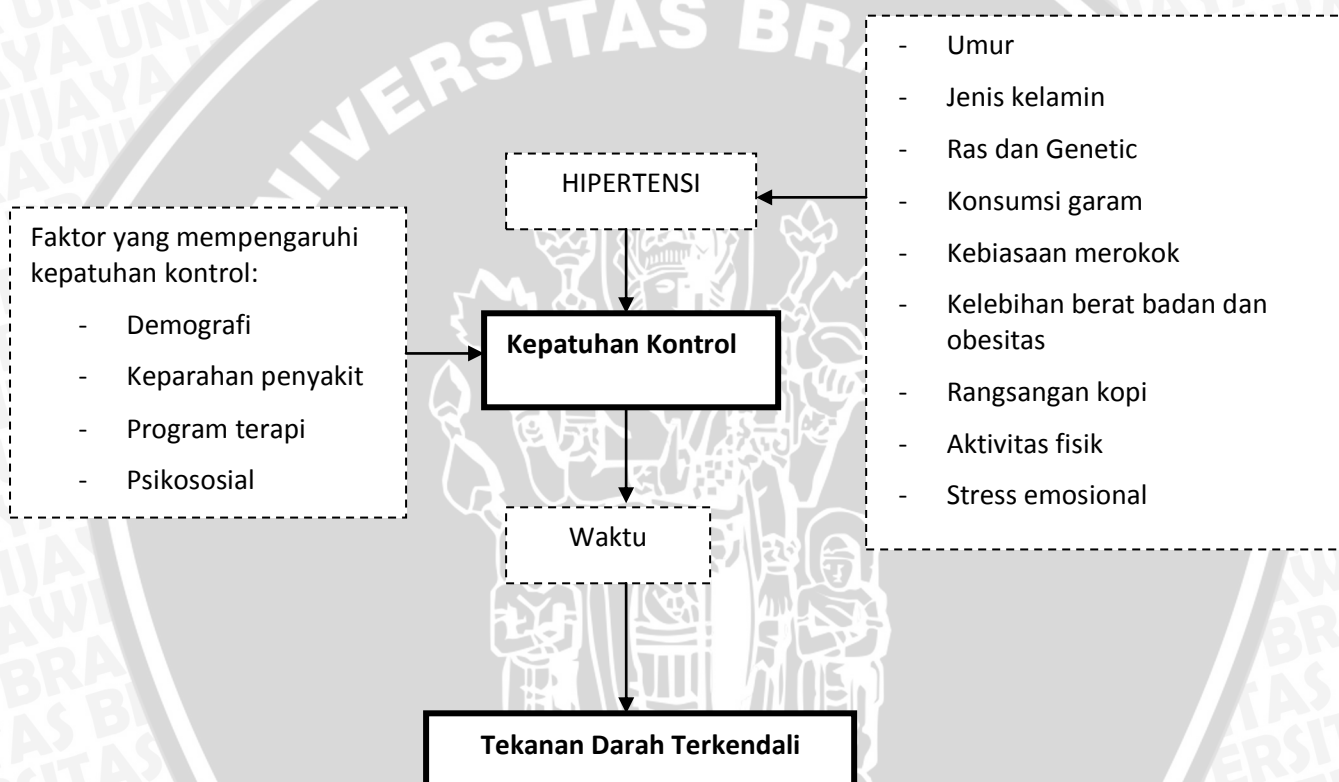 UNIVERSITAS BRA
HIPERTENSI
- Umur
- Jenis kelamin
- Ras dan Genetic
- Konsumsi garam
- Kebiasaan merokok
- Kelebihan berat badan dan
obesitas
- Rangsangan kopi
- Aktivitas fisik
- Stress emosional
Faktor yang mempengaruhi
kepatuhan kontrol:
- Demografi
- Keparahan penyakit
- Program terapi
- Psikososial
Kepatuhan Kontrol
Waktu
Tekanan Darah Terkendali